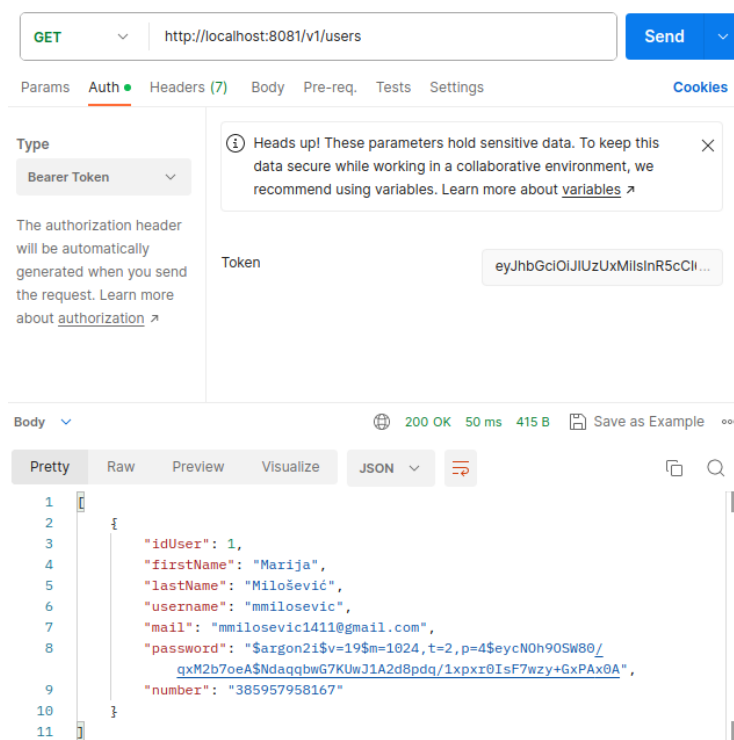 GET http://localhost:8081/v1/users Send
Params Auth Headers (7) Body Pre-req. Tests Settings Cookies
Type
Bearer Token
The authorization header
will be automatically
generated when you send
the request. Learn more
about authorization ↗
Heads up! These parameters hold sensitive data. To keep this
data secure while working in a collaborative environment, we
recommend using variables. Learn more about variables ↗
Token eyJhbGciOiJIUzUxMiIsInR5cCI(...
Body 200 OK 50 ms 415 B Save as Example
Pretty Raw Preview Visualize JSON
1 [
2 {
3 "idUser": 1,
4 "firstName": "Marija",
5 "lastName": "Milošević",
6 "username": "mmilosevic",
7 "mail": "mmilosevic1411@gmail.com",
8 "password": "$argon2i$v=19$m=1024,t=2,p=4$eycNOh9OSW80/
qxM2b7oeA$NdaqqbwG7KUwJ1A2d8pdq/1xpxr0IsF7wzy+GxPAx0A",
9 "number": "385957958167"
10 }
11 ]